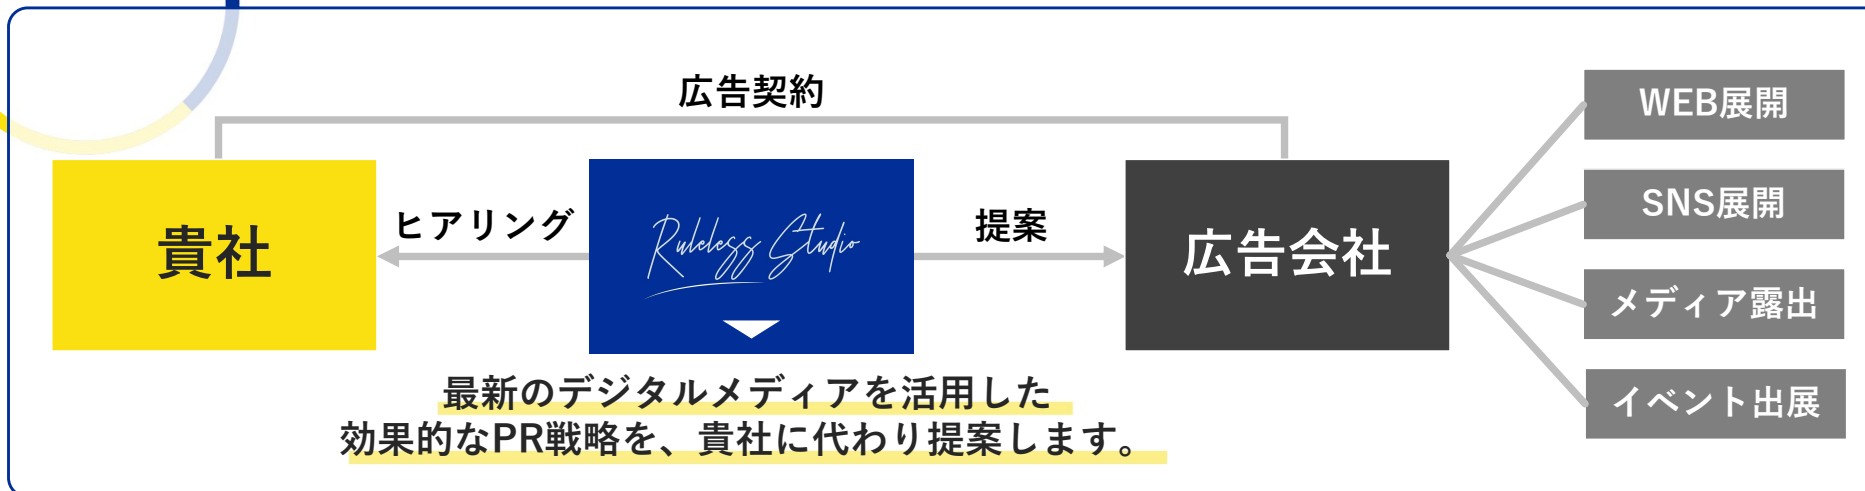 広告契約
貴社
ヒアリング
Ruleless Studio
提案
広告会社
WEB展開
SNS展開
メディア露出
イベント出展
最新のデジタルメディアを活用した
効果的なPR戦略を、貴社に代わり提案します。